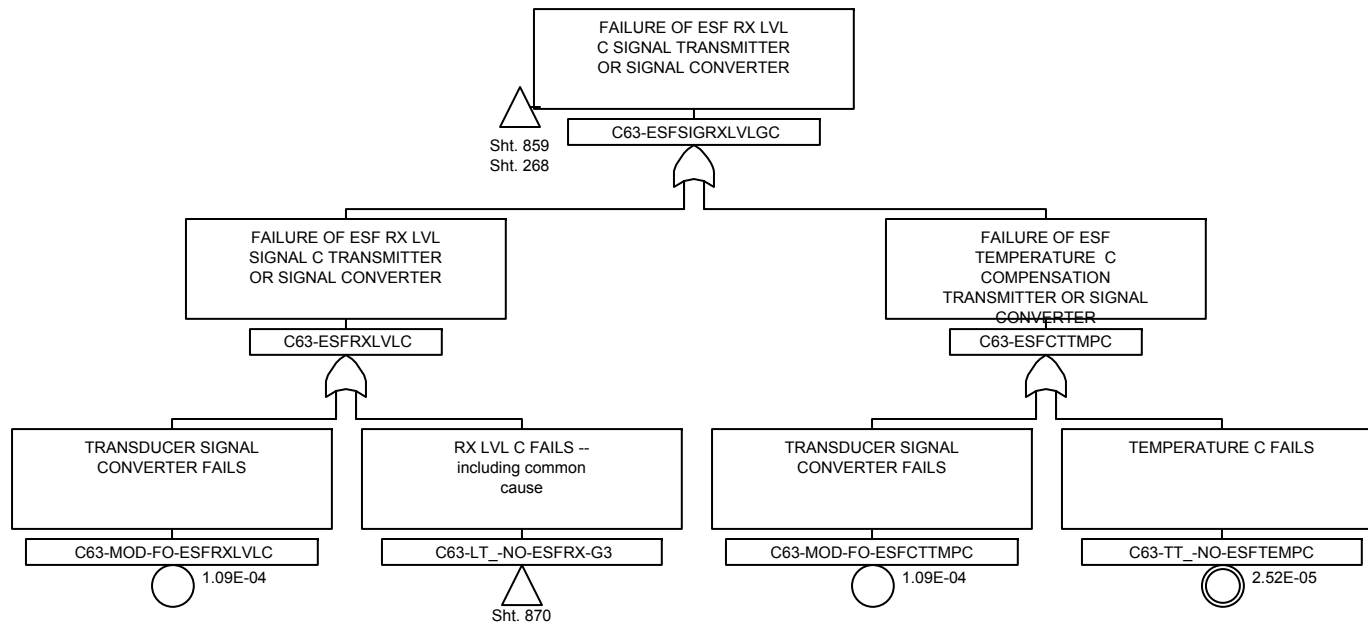 FAILURE OF ESF RX LVL
C SIGNAL TRANSMITTER
OR SIGNAL CONVERTER
C63-ESFSIGRXLVLGC
Sht. 859
Sht. 268
FAILURE OF ESF RX LVL
SIGNAL C TRANSMITTER
OR SIGNAL CONVERTER
C63-ESFRXLVLC
FAILURE OF ESF
TEMPERATURE C
COMPENSATION
TRANSMITTER OR SIGNAL
CONVERTER
C63-ESFCTTMPC
TRANSDUCER SIGNAL
CONVERTER FAILS
C63-MOD-FO-ESFRXLVLC
1.09E-04
RX LVL C FAILS --
including common
cause
C63-LT_-NO-ESFRX-G3
Sht. 870
TRANSDUCER SIGNAL
CONVERTER FAILS
C63-MOD-FO-ESFCTTMPC
1.09E-04
TEMPERATURE C FAILS
C63-TT_-NO-ESFTEMPC
2.52E-05